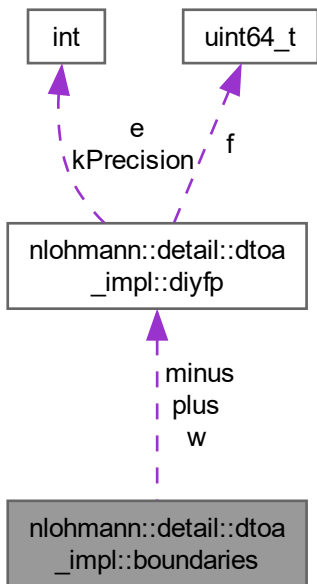 int
uint64_t
e
kPrecision
f
nlohmann::detail::dtoa
_impl::diyfp
minus
plus
w
nlohmann::detail::dtoa
_impl::boundaries